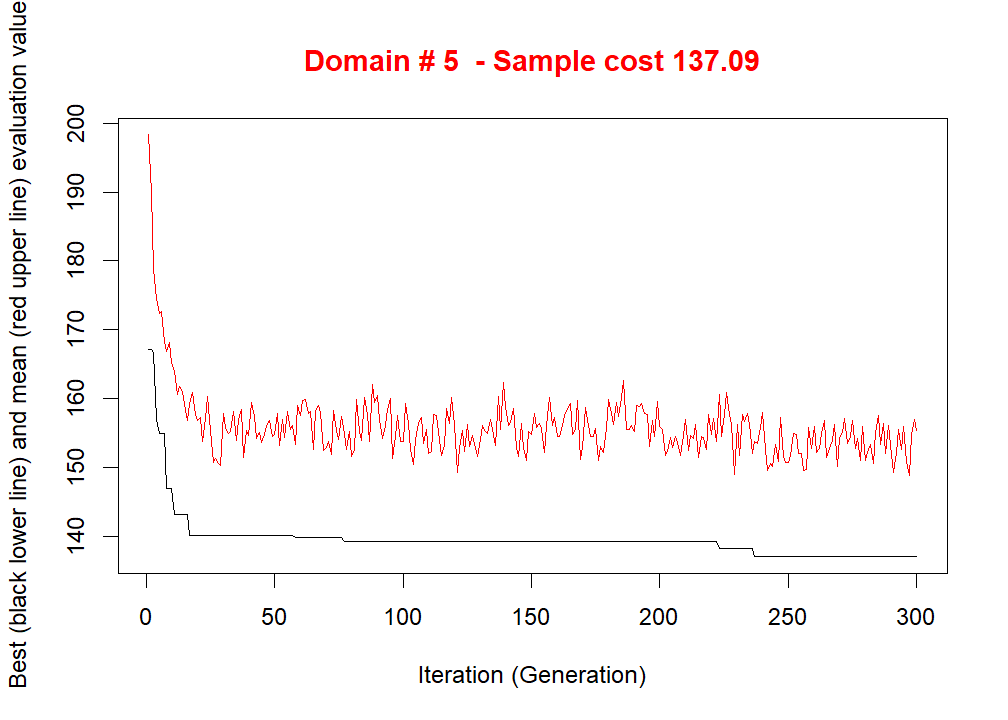 Domain # 5  - Sample cost 137.09
Best (black lower line) and mean (red upper line) evaluation value
200
190
180
170
160
150
140
0 50 100 150 200 250 300
Iteration (Generation)